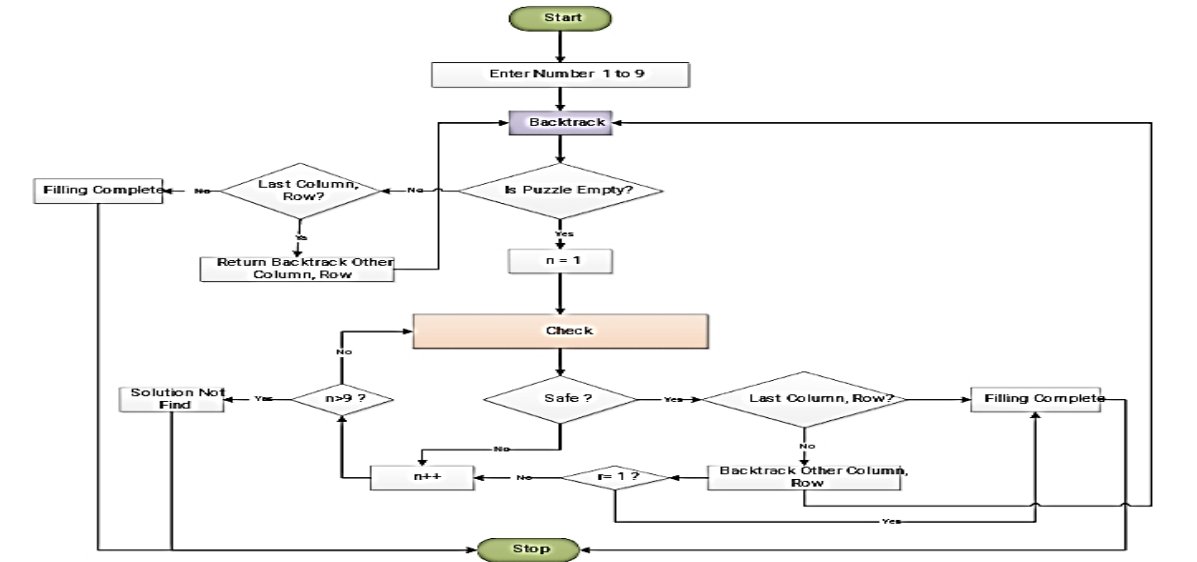 Start
Enter Number 1 to 9
Backtrack
Is Puzzle Empty?
No
Last Column,
Row?
No
Filling Complete
Ys
Return Backtrack Other
Column, Row
Yes
n = 1
Check
Safe ?
Yes
Last Column, Row?
Filling Complete
No
Backtrack Other Column,
Row
r= 1 ?
No
Yes
No
n++
n>9 ?
No
Yes
Solution Not
Find
Stop